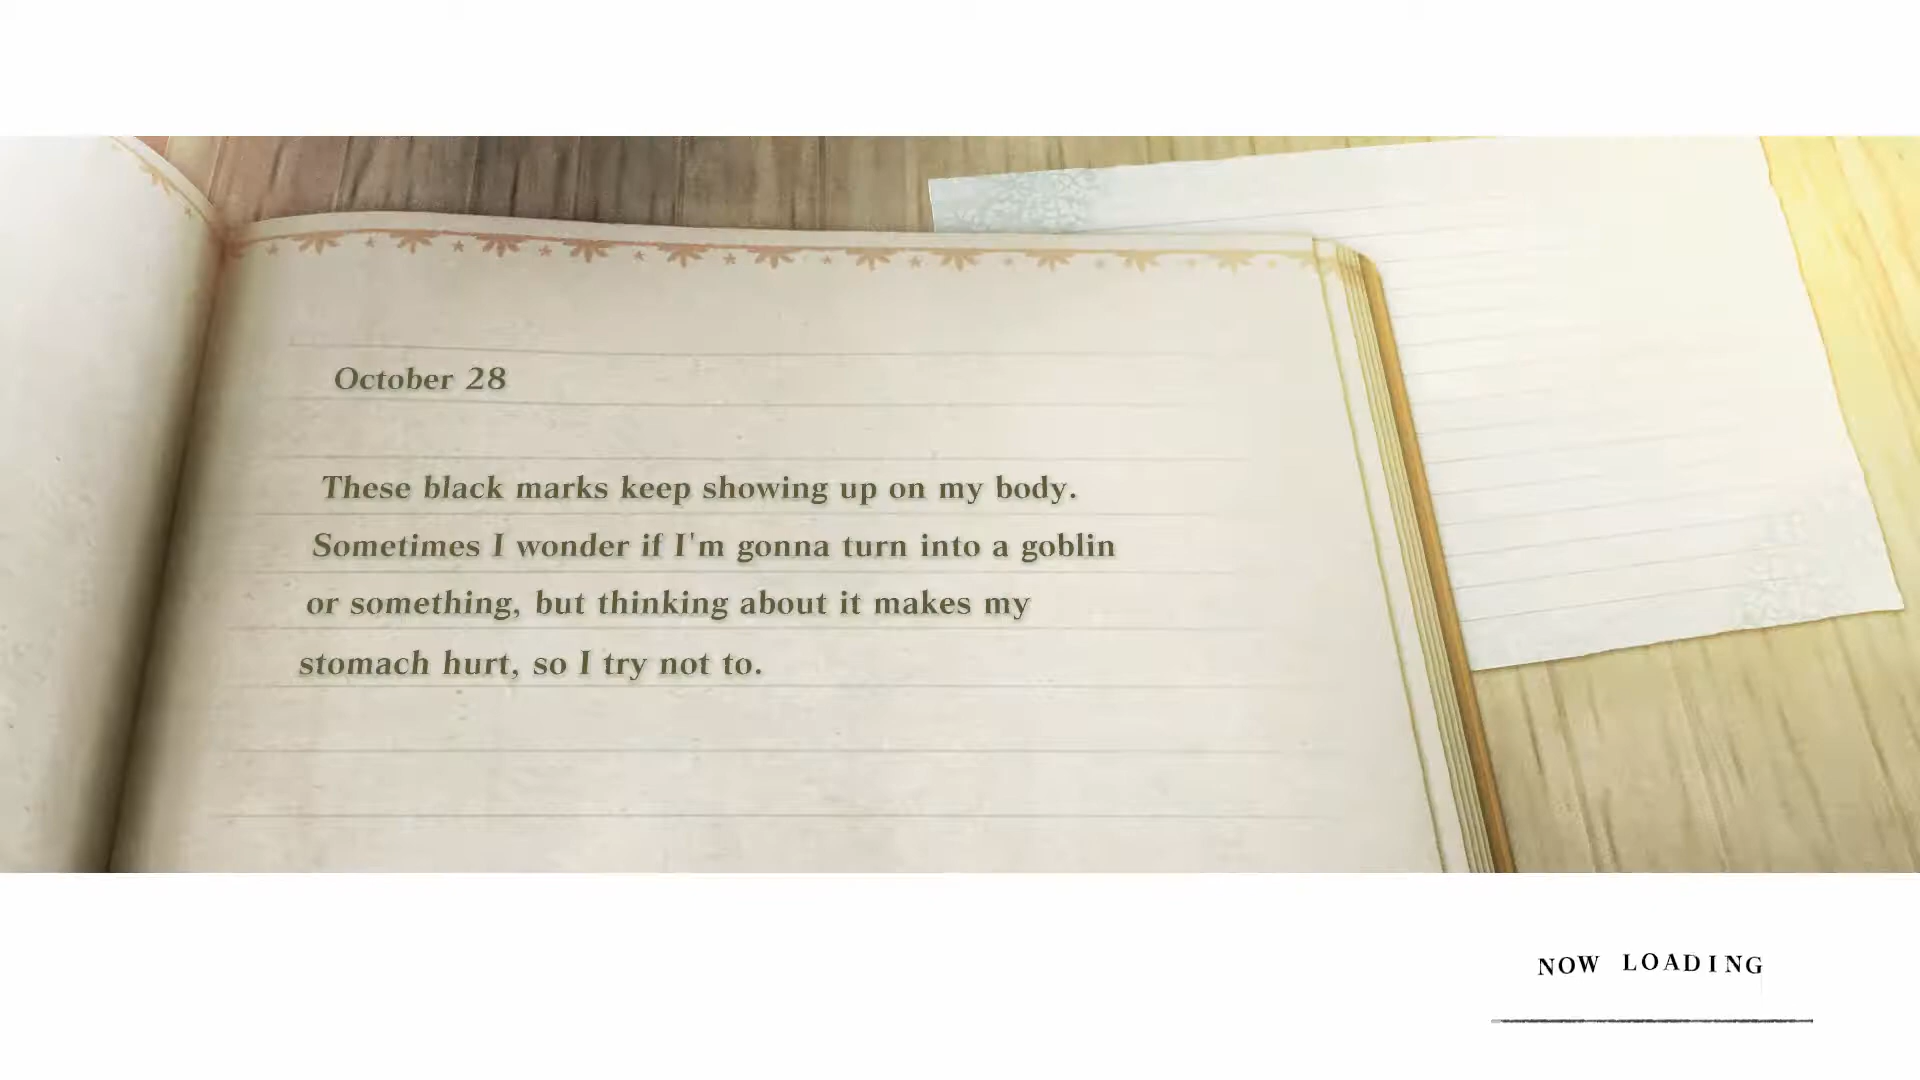 October 28
These black marks keep showing up on my body.
Sometimes I wonder if I'm gonna turn into a goblin
or something, but thinking about it makes my
stomach hurt, so I try not to.
NOW LOADING